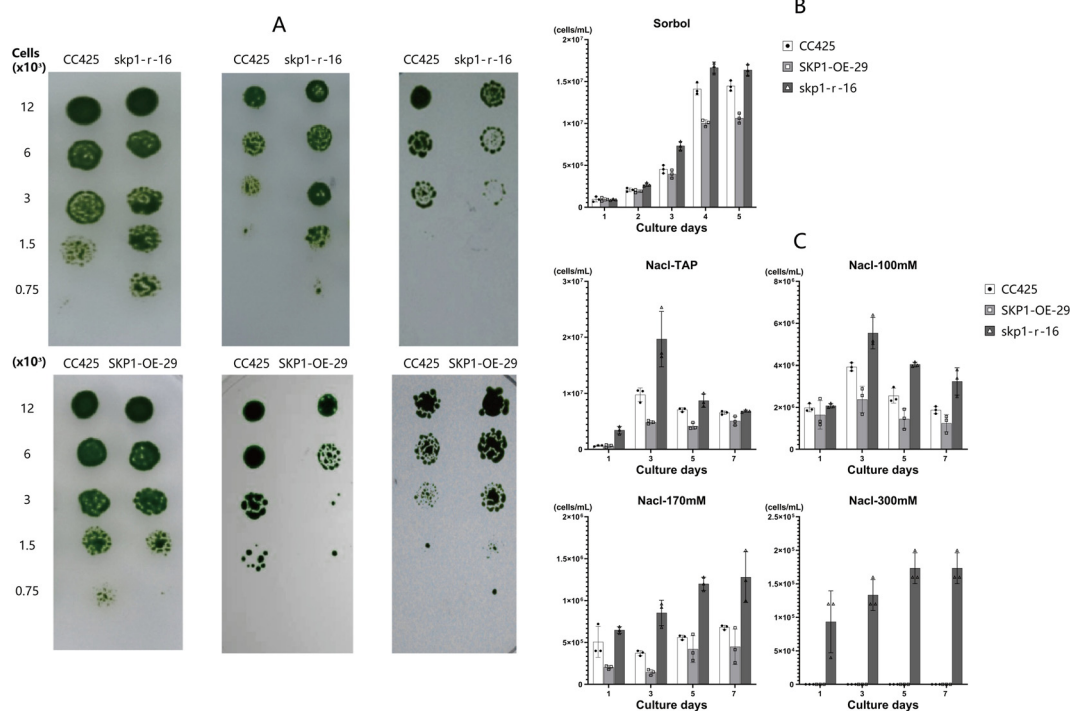 A
Cells
(x10³)
CC425 skp1-r-16
CC425 skp1-r-16
CC425 skp1-r-16
12
6
3
1.5
0.75
(x10³)
CC425 SKP1-OE-29
CC425 SKP1-OE-29
CC425 SKP1-OE-29
12
6
3
1.5
0.75
B
Sorbol
(cells/mL)
2×10⁷
1.5×10⁷
1×10⁷
5×10⁶
0
1 2 3 4 5
Culture days
CC425
SKP1-OE-29
skp1-r-16
C
Nacl-TAP
(cells/mL)
3×10⁷
2×10⁷
1×10⁷
0
1 3 5 7
Culture days
Nacl-100mM
(cells/mL)
8×10⁶
6×10⁶
4×10⁶
2×10⁶
0
1 3 5 7
Culture days
CC425
SKP1-OE-29
skp1-r-16
Nacl-170mM
(cells/mL)
2×10⁶
1.5×10⁶
1×10⁶
5×10⁵
0
1 3 5 7
Culture days
Nacl-300mM
(cells/mL)
2.5×10⁵
2×10⁵
1.5×10⁵
1×10⁵
5×10⁴
0
1 3 5 7
Culture days